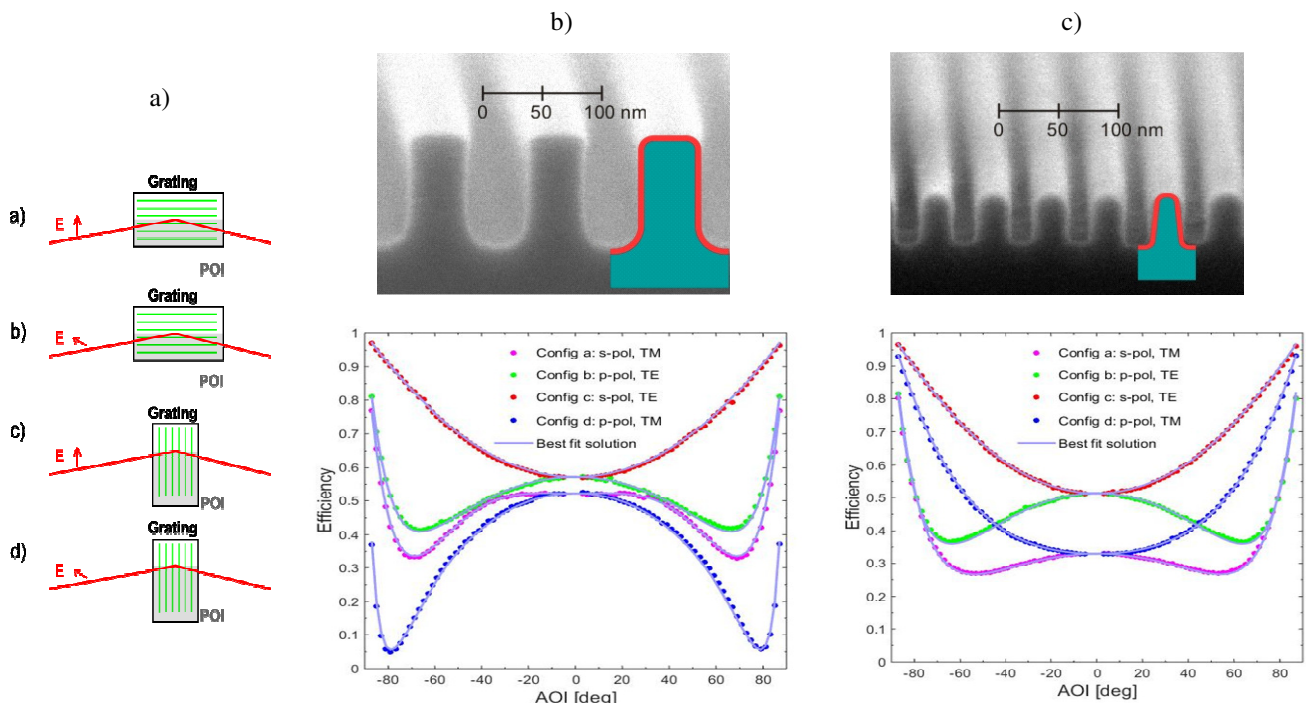 a)
Grating
a)
E
POI
Grating
b)
E
POI
Grating
c)
E
POI
Grating
d)
E
POI
b)
0 50 100 nm
1
0.9
0.8
0.7
0.6
0.5
0.4
0.3
0.2
0.1
0
Efficiency
Config a: s-pol, TM
Config b: p-pol, TE
Config c: s-pol, TE
Config d: p-pol, TM
Best fit solution
-80 -60 -40 -20 0 20 40 60 80
AOI [deg]
c)
0 50 100 nm
1
0.9
0.8
0.7
0.6
0.5
0.4
0.3
0.2
0.1
0
Efficiency
Config a: s-pol, TM
Config b: p-pol, TE
Config c: s-pol, TE
Config d: p-pol, TM
Best fit solution
-80 -60 -40 -20 0 20 40 60 80
AOI [deg]